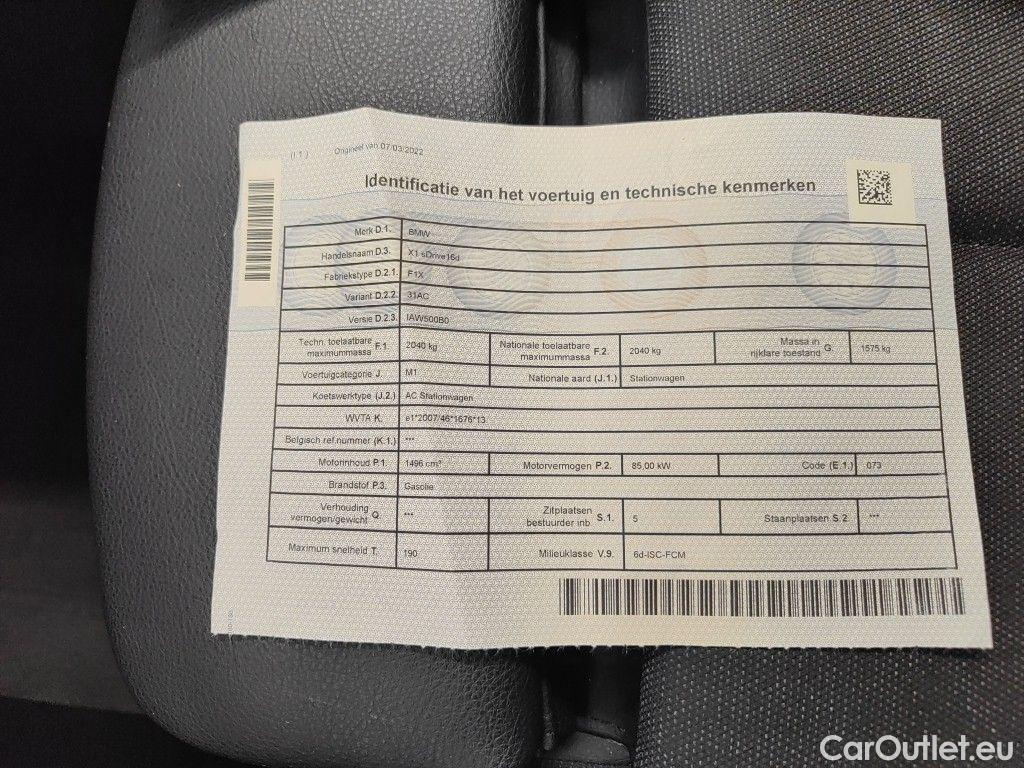 (I.1) Origineel van 07/03/2022
Identificatie van het voertuig en technische kenmerken
Merk D.1. BMW
Handelsnaam D.3. X1 sDrive16d
Fabriekstype D.2.1. F1X
Variant D.2.2. 31AC
Versie D.2.3. IAW500B0
Techn. toelaatbare maximummassa F.1. 2040 kg Nationale toelaatbare maximummassa F.2. 2040 kg Massa in rijklare toestand G. 1575 kg
Voertuigcategorie J. M1 Nationale aard (J.1.) Stationwagen
Koetswerktype (J.2.) AC Stationwagen
WVTA K. e1*2007/46*1676*13
Belgisch ref.nummer (K.1.) ***
Motorinhoud P.1. 1496 cm³ Motorvermogen P.2. 85,00 kW Code (E.1.) 073
Brandstof P.3. Gasolie
Verhouding vermogen/gewicht Q. *** Zitplaatsen bestuurder inb. S.1. 5 Staanplaatsen S.2. ***
Maximum snelheid T. 190 Milieuklasse V.9. 6d-ISC-FCM
CarOutlet.eu